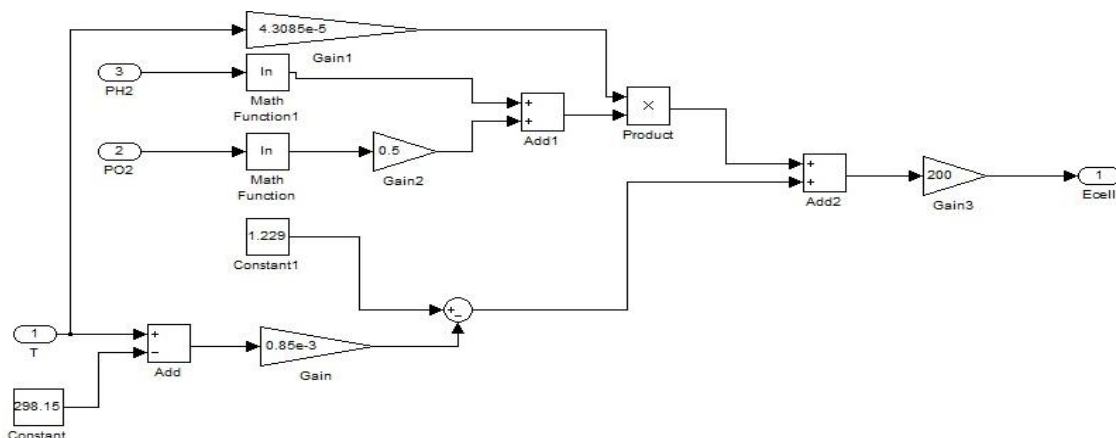 4.3085e-5
Gain1
3
PH2
ln
Math
Function1
+
+
Add1
×
Product
2
PO2
ln
Math
Function
0.5
Gain2
+
+
Add2
200
Gain3
1
Ecell
1.229
Constant1
+
−
1
T
+
−
Add
0.85e-3
Gain
298.15
Constant